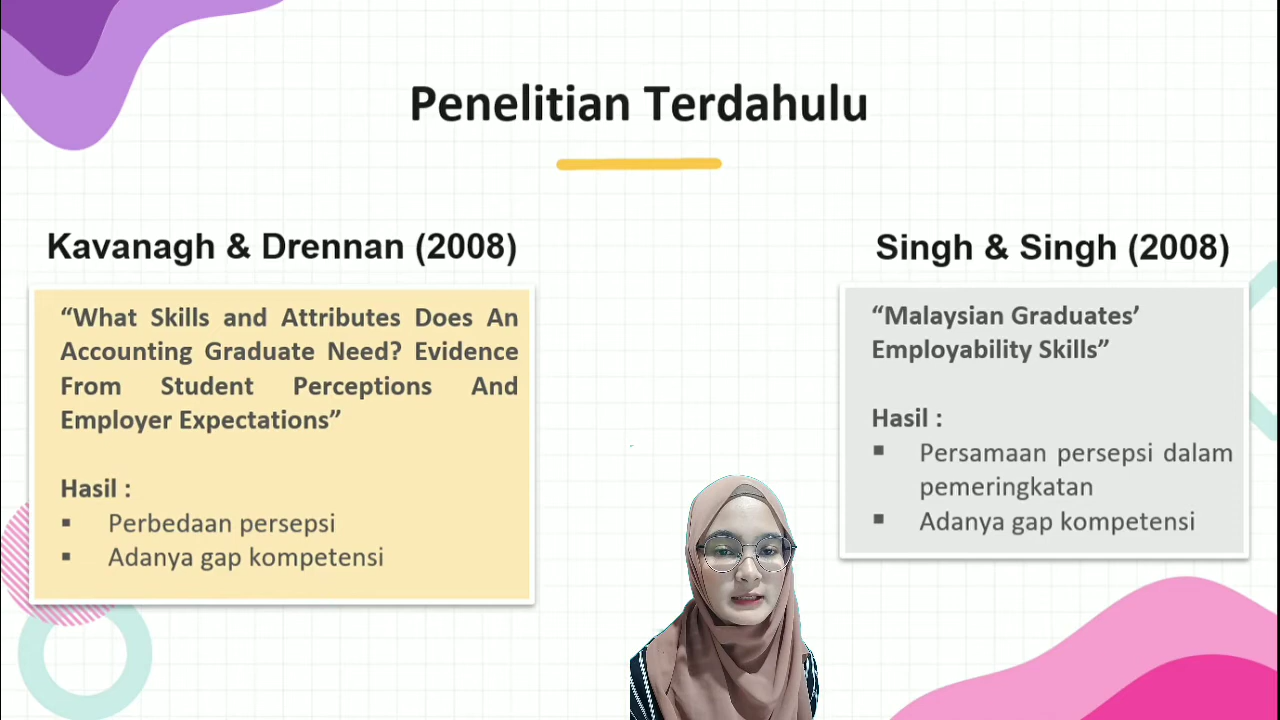 Penelitian Terdahulu
Kavanagh & Drennan (2008)
“What Skills and Attributes Does An
Accounting Graduate Need? Evidence
From Student Perceptions And
Employer Expectations”
Hasil :
▪ Perbedaan persepsi
▪ Adanya gap kompetensi
Singh & Singh (2008)
“Malaysian Graduates’
Employability Skills”
Hasil :
▪ Persamaan persepsi dalam
pemeringkatan
▪ Adanya gap kompetensi